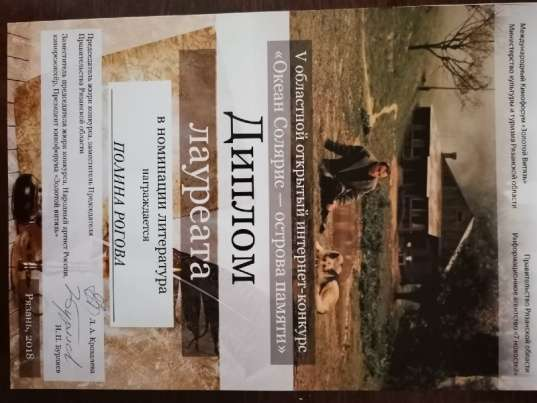 Международный Кинофорум «Золотой Витязь»
Министерство культуры и туризма Рязанской области
Правительство Рязанской области
Информационное агентство «7 новостей»
V областной открытый интернет-конкурс
«Океан Солярис — острова памяти»
Диплом
лауреата
в номинации литература
награждается
ПОЛИНА РОГОВА
Председатель жюри конкурса, заместитель Председателя
Правительства Рязанской области
Л. А. Крохалева
Заместитель председателя жюри конкурса, Народный артист России,
кинорежиссёр, Президент кинофорума «Золотой витязь»
Н. П. Бурляев
Рязань, 2018